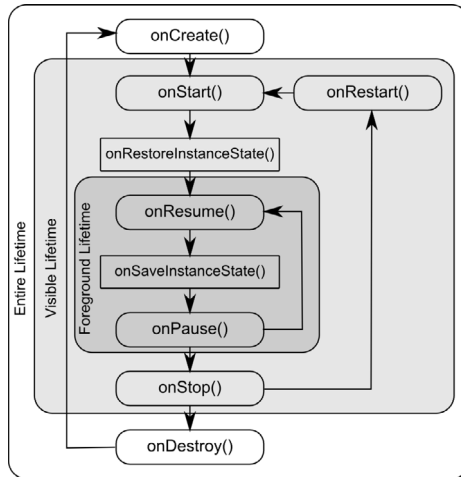 onCreate()
onStart()
onRestart()
onRestoreInstanceState()
onResume()
onSaveInstanceState()
onPause()
onStop()
onDestroy()
Entire Lifetime
Visible Lifetime
Foreground Lifetime